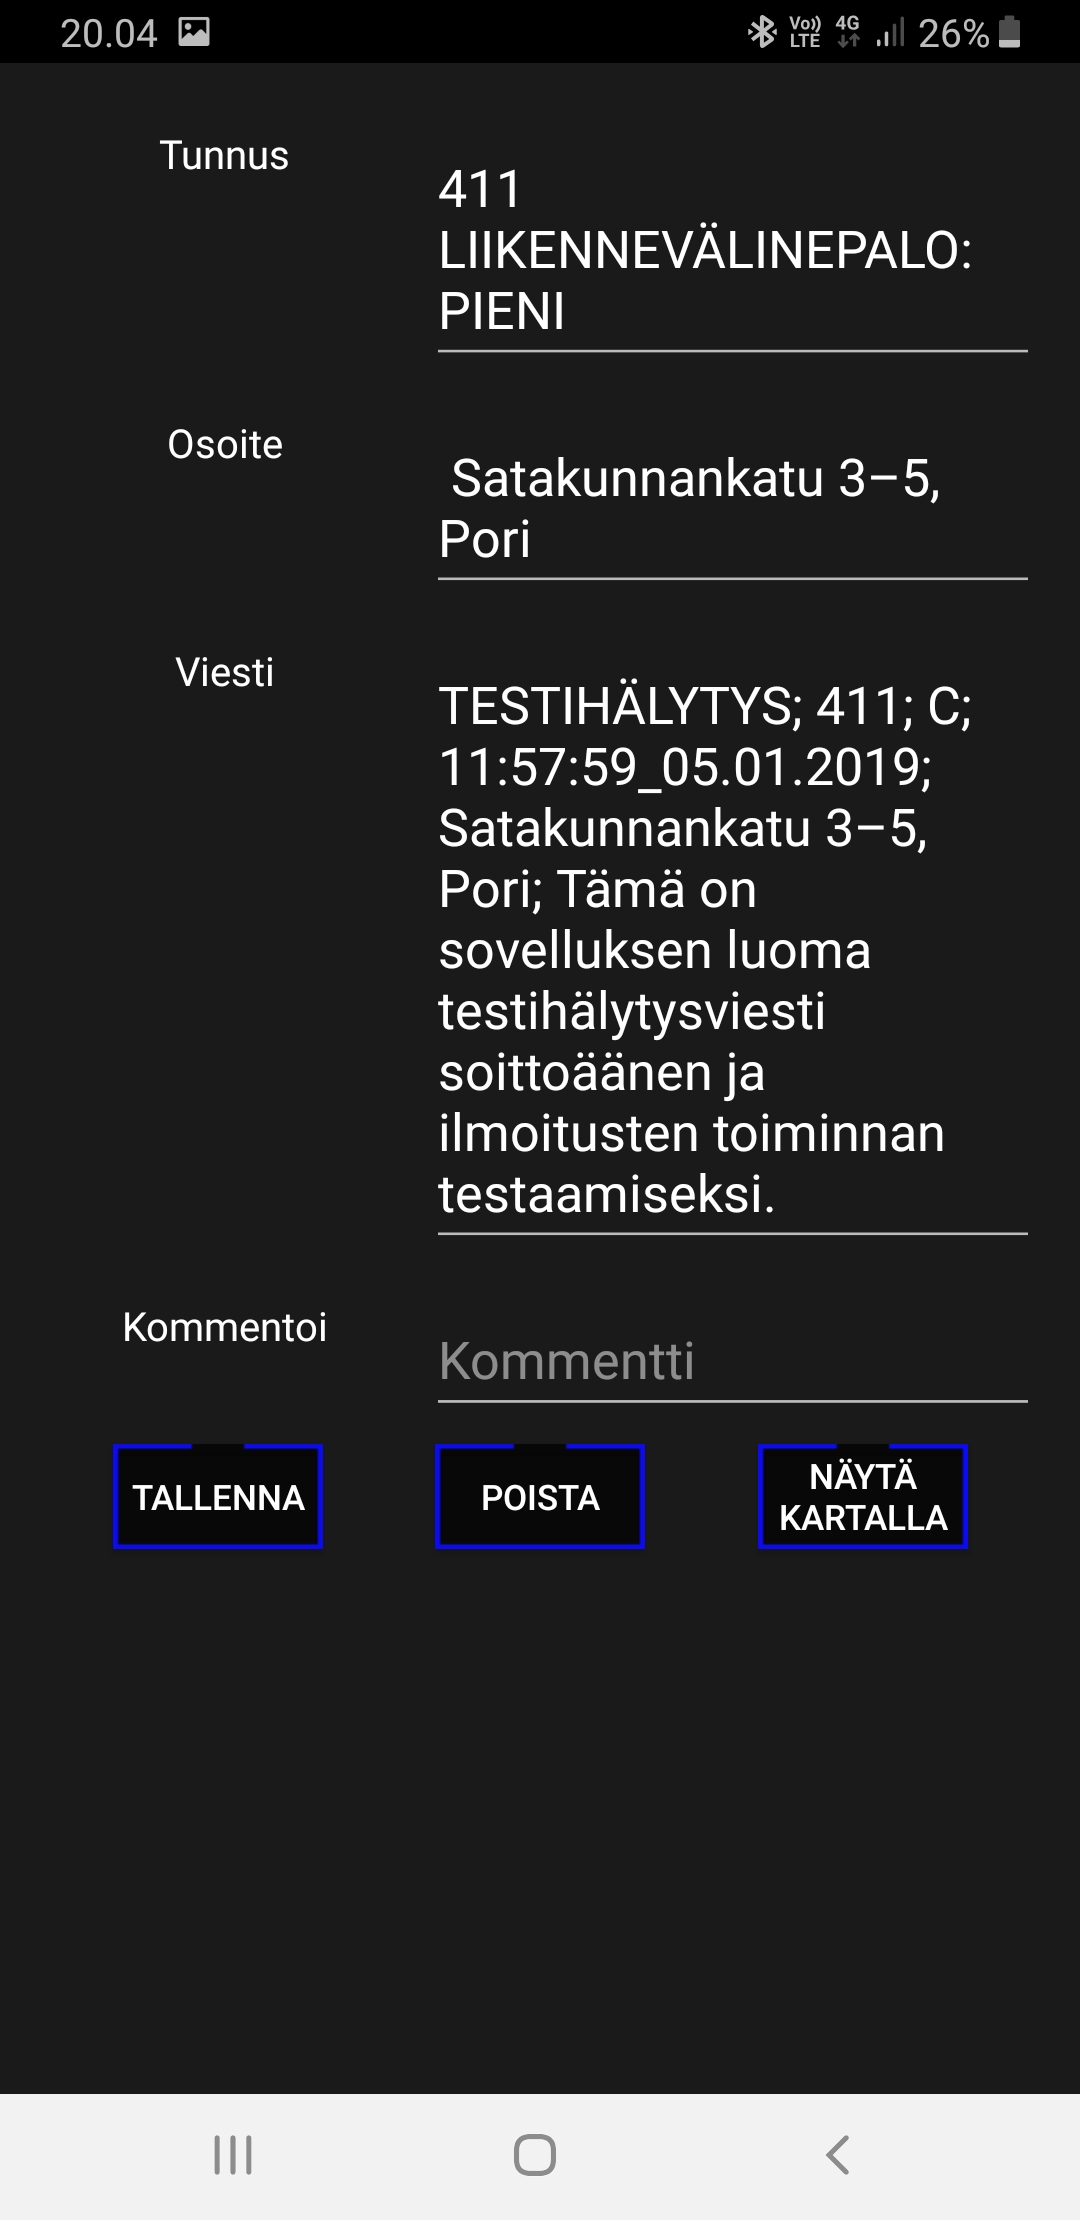 20.04
Vo)) LTE 4G 26%
Tunnus
411
LIIKENNEVÄLINEPALO:
PIENI
Osoite
Satakunnankatu 3–5,
Pori
Viesti
TESTIHÄLYTYS; 411; C;
11:57:59_05.01.2019;
Satakunnankatu 3–5,
Pori; Tämä on
sovelluksen luoma
testihälytysviesti
soittoäänen ja
ilmoitusten toiminnan
testaamiseksi.
Kommentoi
Kommentti
TALLENNA
POISTA
NÄYTÄ
KARTALLA